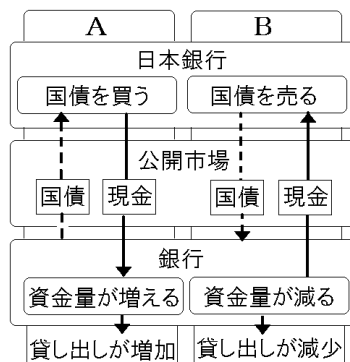 A B
日本銀行
国債を買う 国債を売る
公開市場
国債 現金 国債 現金
銀行
資金量が増える 資金量が減る
貸し出しが増加 貸し出しが減少